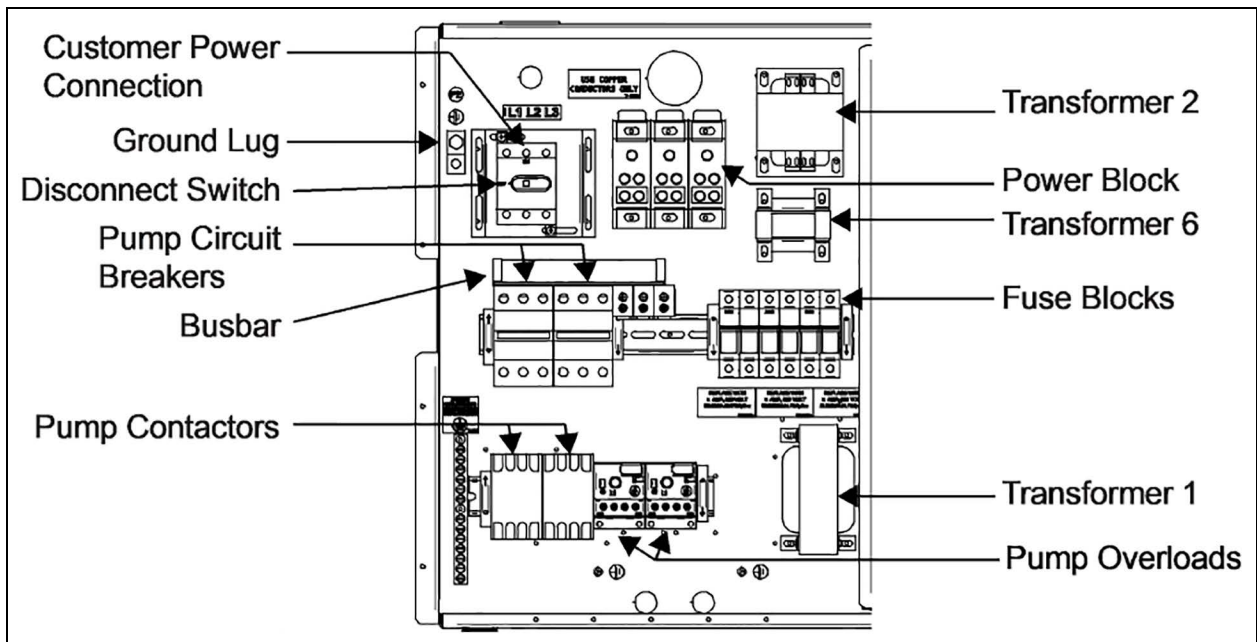 Customer Power
Connection
Ground Lug
Disconnect Switch
Pump Circuit
Breakers
Busbar
Pump Contactors
USE COPPER
CONDUCTORS ONLY
L1 L2 L3
Transformer 2
Power Block
Transformer 6
Fuse Blocks
Transformer 1
Pump Overloads